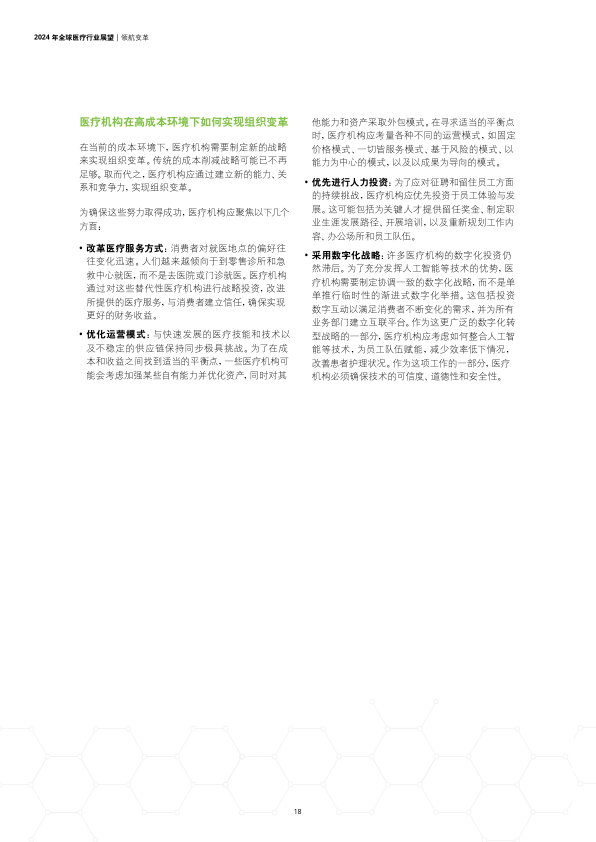 2024 年全球医疗行业展望 | 领航变革
医疗机构在高成本环境下如何实现组织变革
在当前的成本环境下，医疗机构需要制定新的战略
来实现组织变革。传统的成本削减战略可能已不再
足够。取而代之，医疗机构应通过建立新的能力、关
系和竞争力，实现组织变革。
为确保这些努力取得成功，医疗机构应聚焦以下几个
方面：
• 改革医疗服务方式：消费者对就医地点的偏好往
往变化迅速。人们越来越倾向于到零售诊所和急
救中心就医，而不是去医院或门诊就医。医疗机构
通过对这些替代性医疗机构进行战略投资，改进
所提供的医疗服务，与消费者建立信任，确保实现
更好的财务收益。
• 优化运营模式：与快速发展的医疗技能和技术以
及不稳定的供应链保持同步极具挑战。为了在成
本和收益之间找到适当的平衡点，一些医疗机构可
能会考虑加强某些自有能力并优化资产，同时对其
他能力和资产采取外包模式。在寻求适当的平衡点
时，医疗机构应考量各种不同的运营模式，如固定
价格模式、一切皆服务模式、基于风险的模式、以
能力为中心的模式，以及以成果为导向的模式。
• 优先进行人力投资：为了应对征聘和留住员工方面
的持续挑战，医疗机构应优先投资于员工体验与发
展。这可能包括为关键人才提供留任奖金、制定职
业生涯发展路径、开展培训，以及重新规划工作内
容、办公场所和员工队伍。
• 采用数字化战略：许多医疗机构的数字化投资仍
然滞后。为了充分发挥人工智能等技术的优势，医
疗机构需要制定协调一致的数字化战略，而不是单
单推行临时性的渐进式数字化举措。这包括投资
数字互动以满足消费者不断变化的需求，并为所有
业务部门建立互联平台。作为这更广泛的数字化转
型战略的一部分，医疗机构应考虑如何整合人工智
能等技术，为员工队伍赋能，减少效率低下情况，
改善患者护理状况。作为这项工作的一部分，医疗
机构必须确保技术的可信度、道德性和安全性。
18